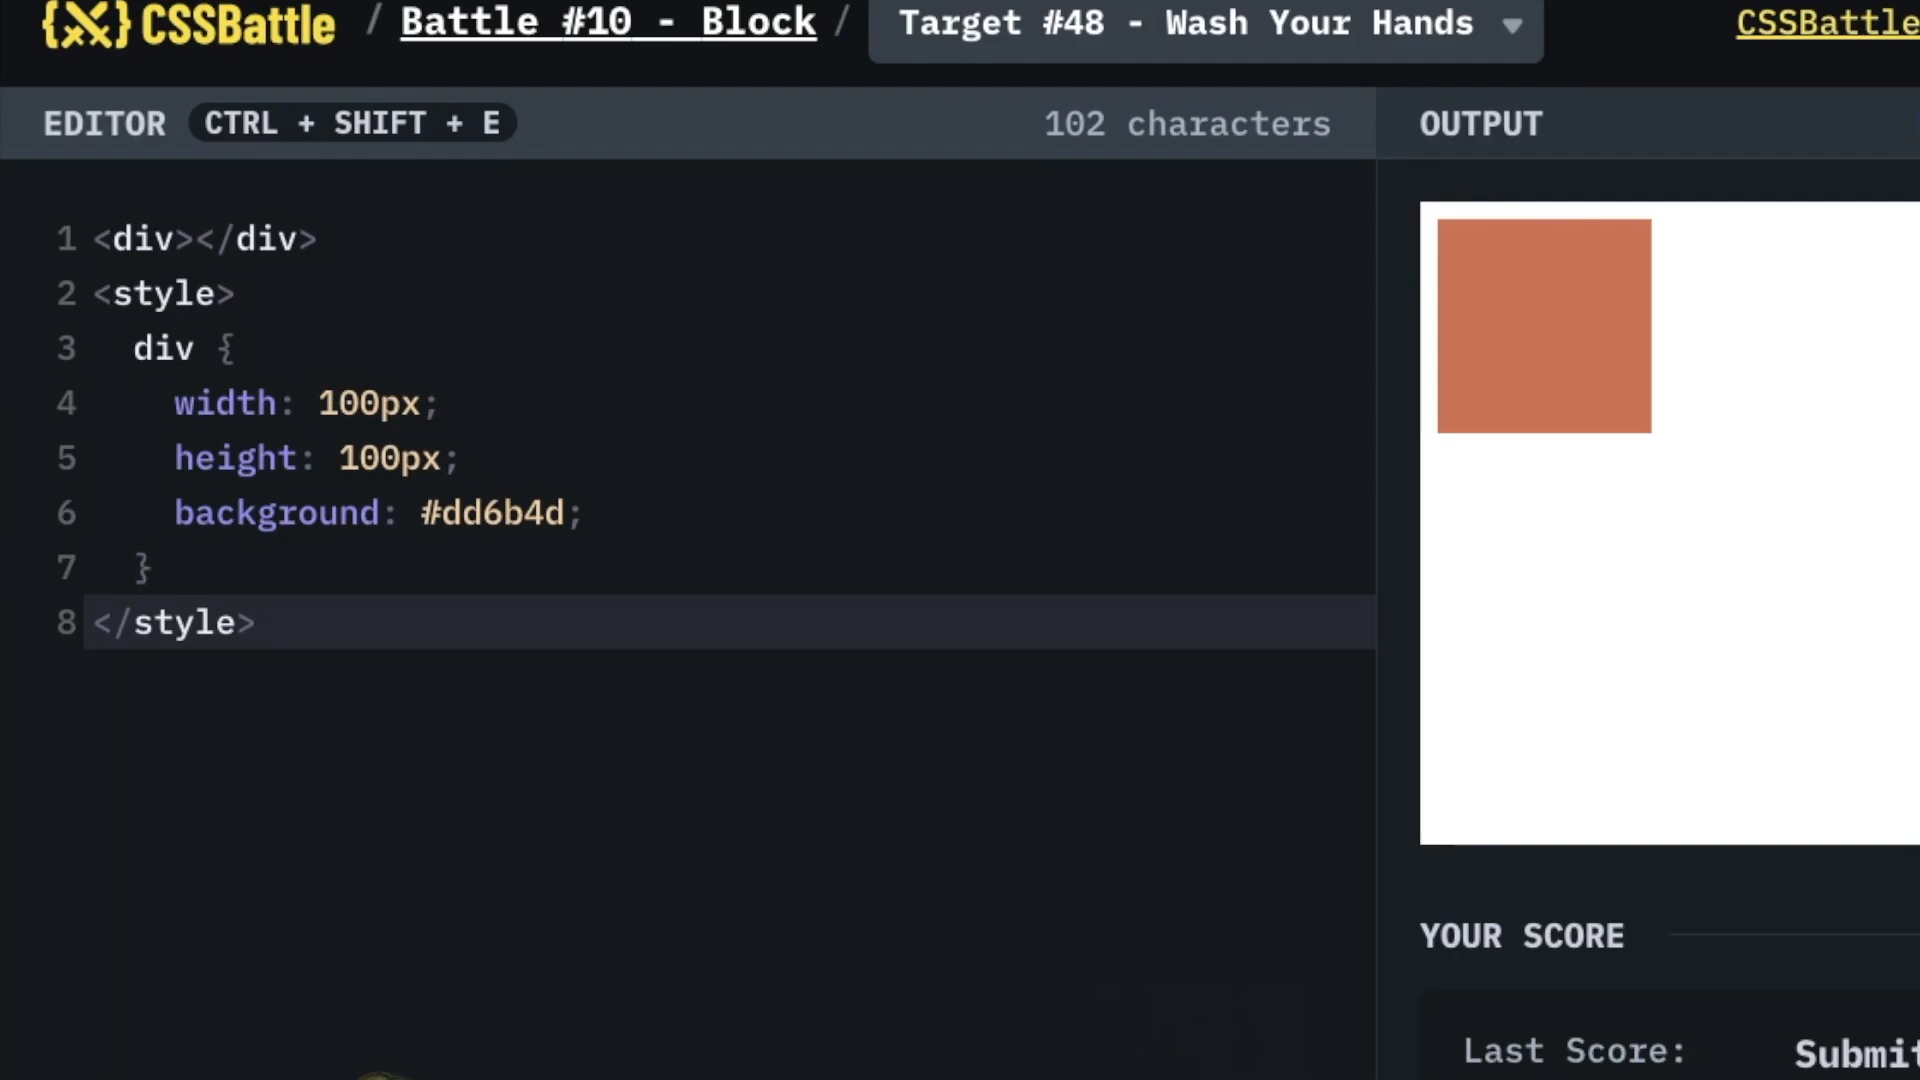 {X} CSSBattle / Battle #10 - Block / Target #48 - Wash Your Hands ▼ CSSBattle
EDITOR CTRL + SHIFT + E 102 characters OUTPUT
1 <div></div>
2 <style>
3 div {
4 width: 100px;
5 height: 100px;
6 background: #dd6b4d;
7 }
8 </style>
YOUR SCORE
Last Score: Submit